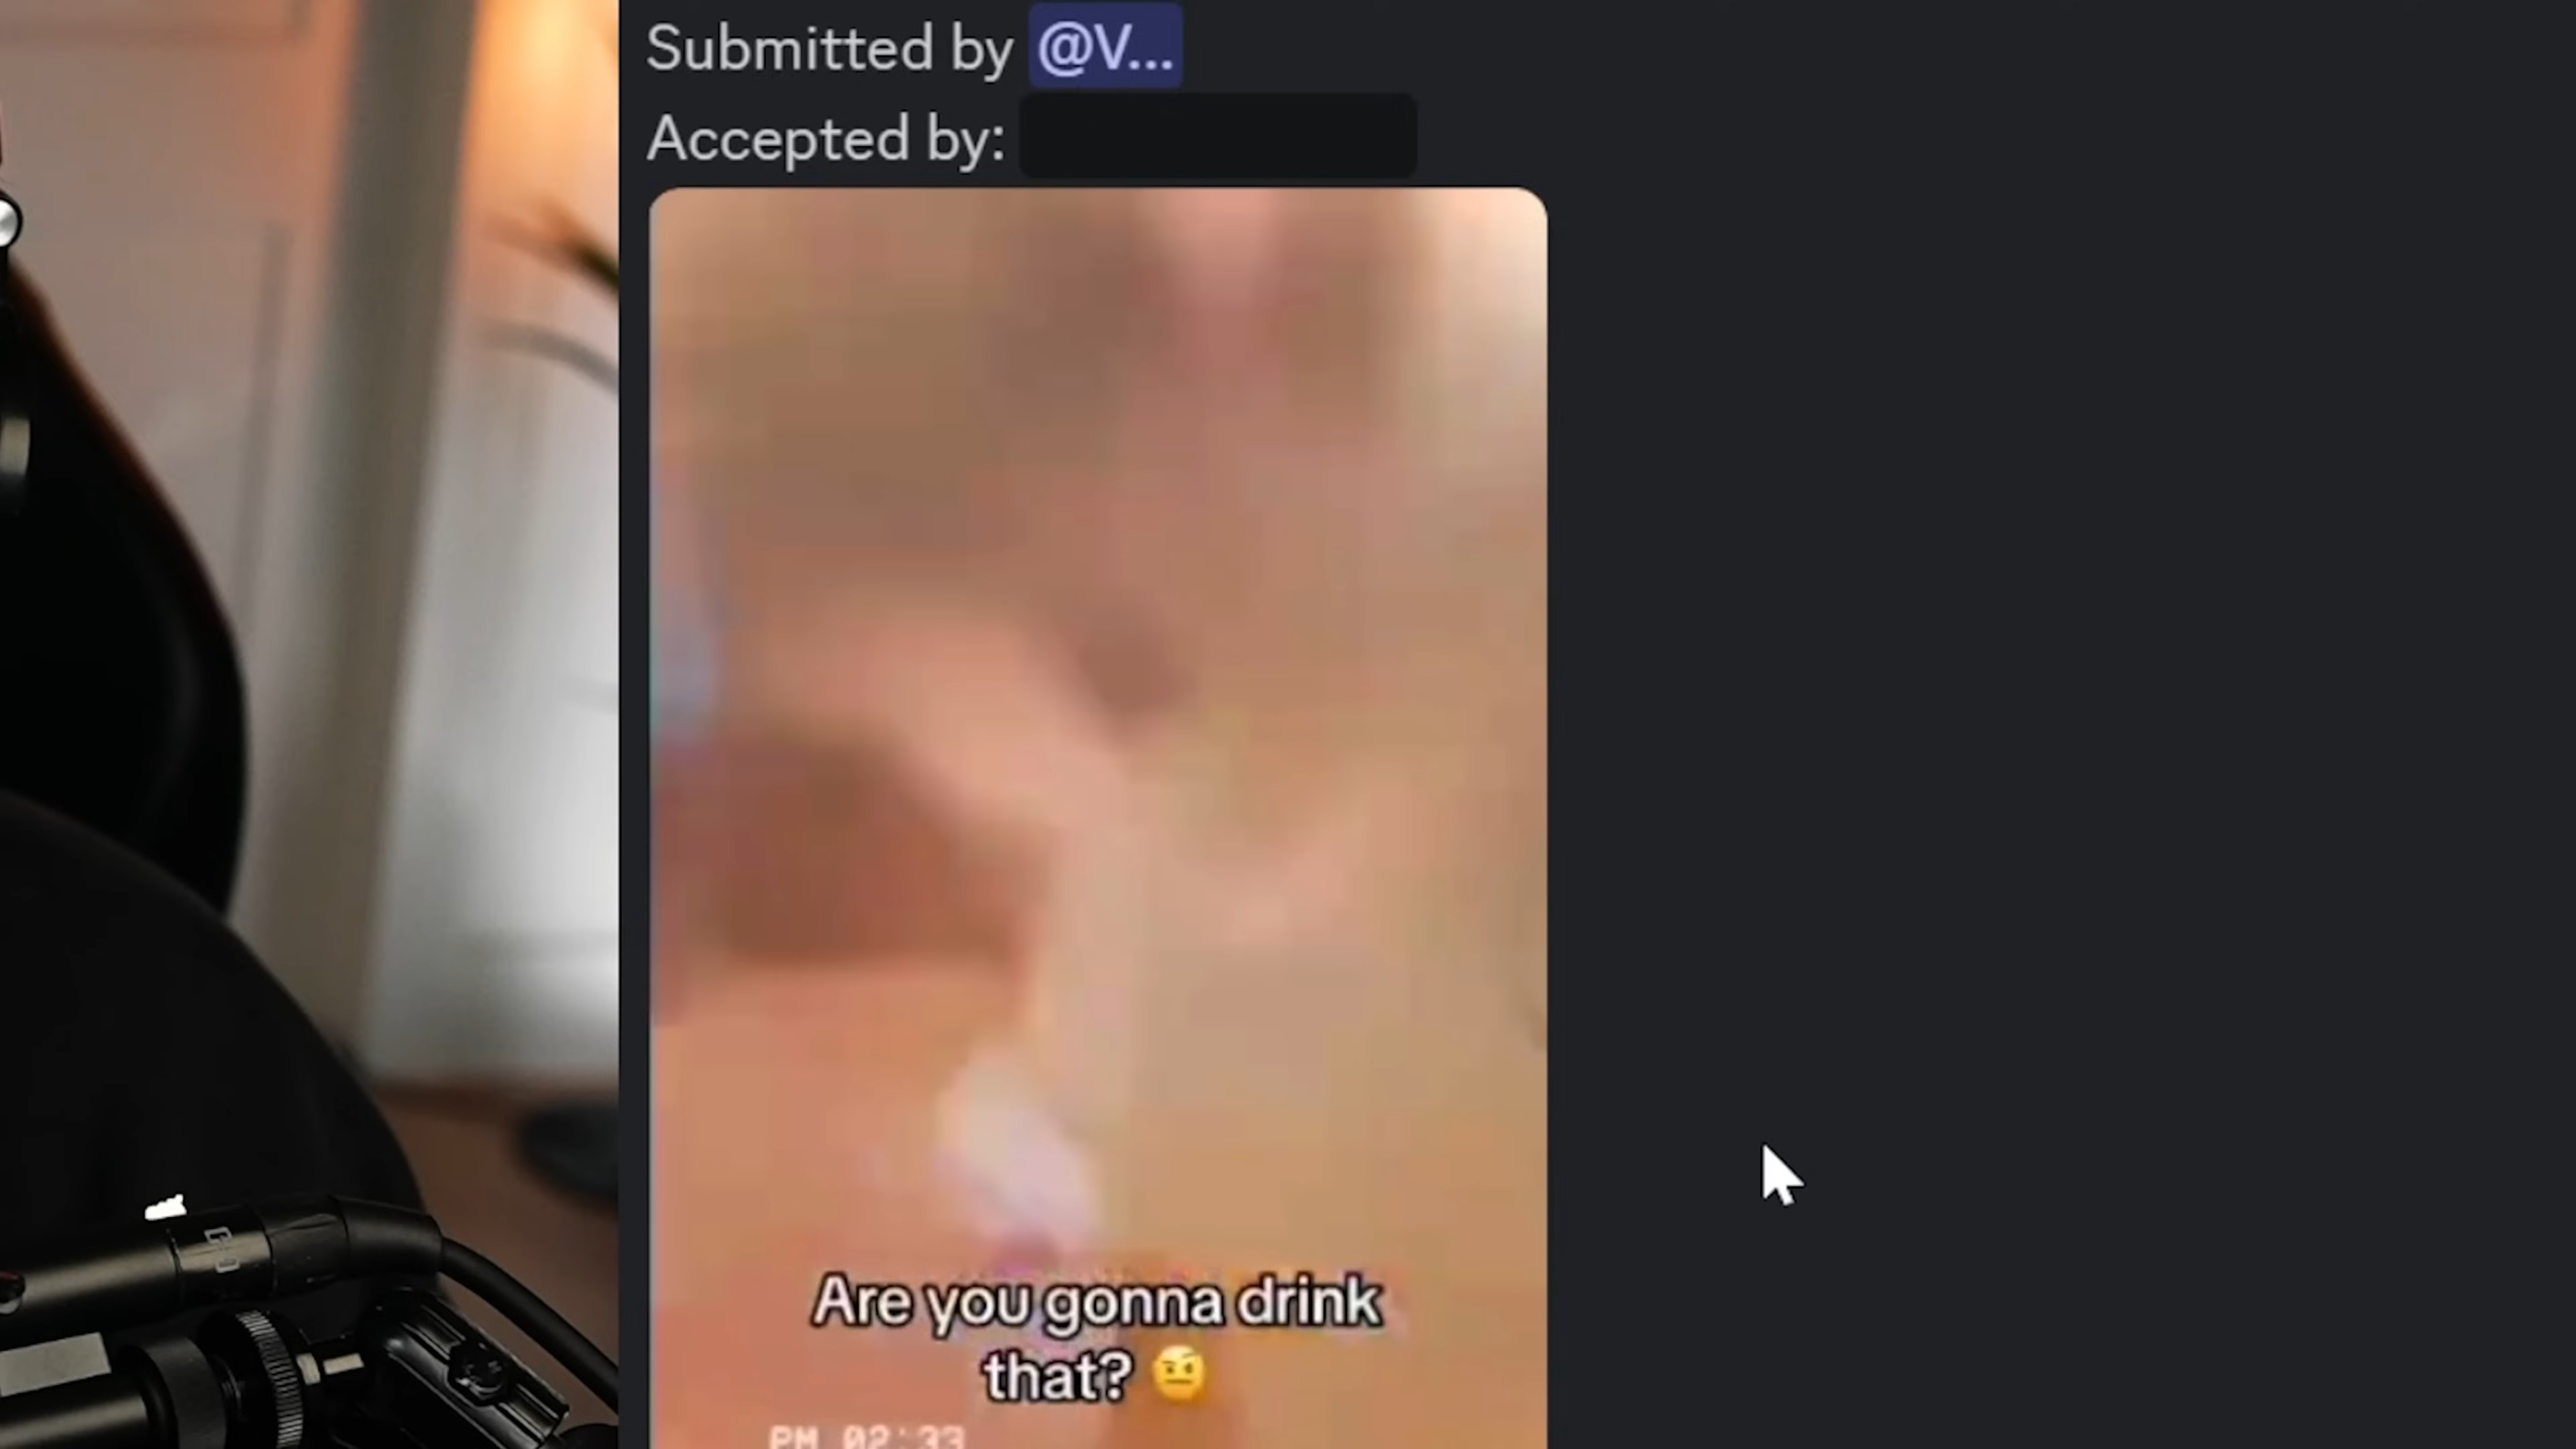 Submitted by @V...
Accepted by:
Are you gonna drink
that? 🤨
PM 02:33